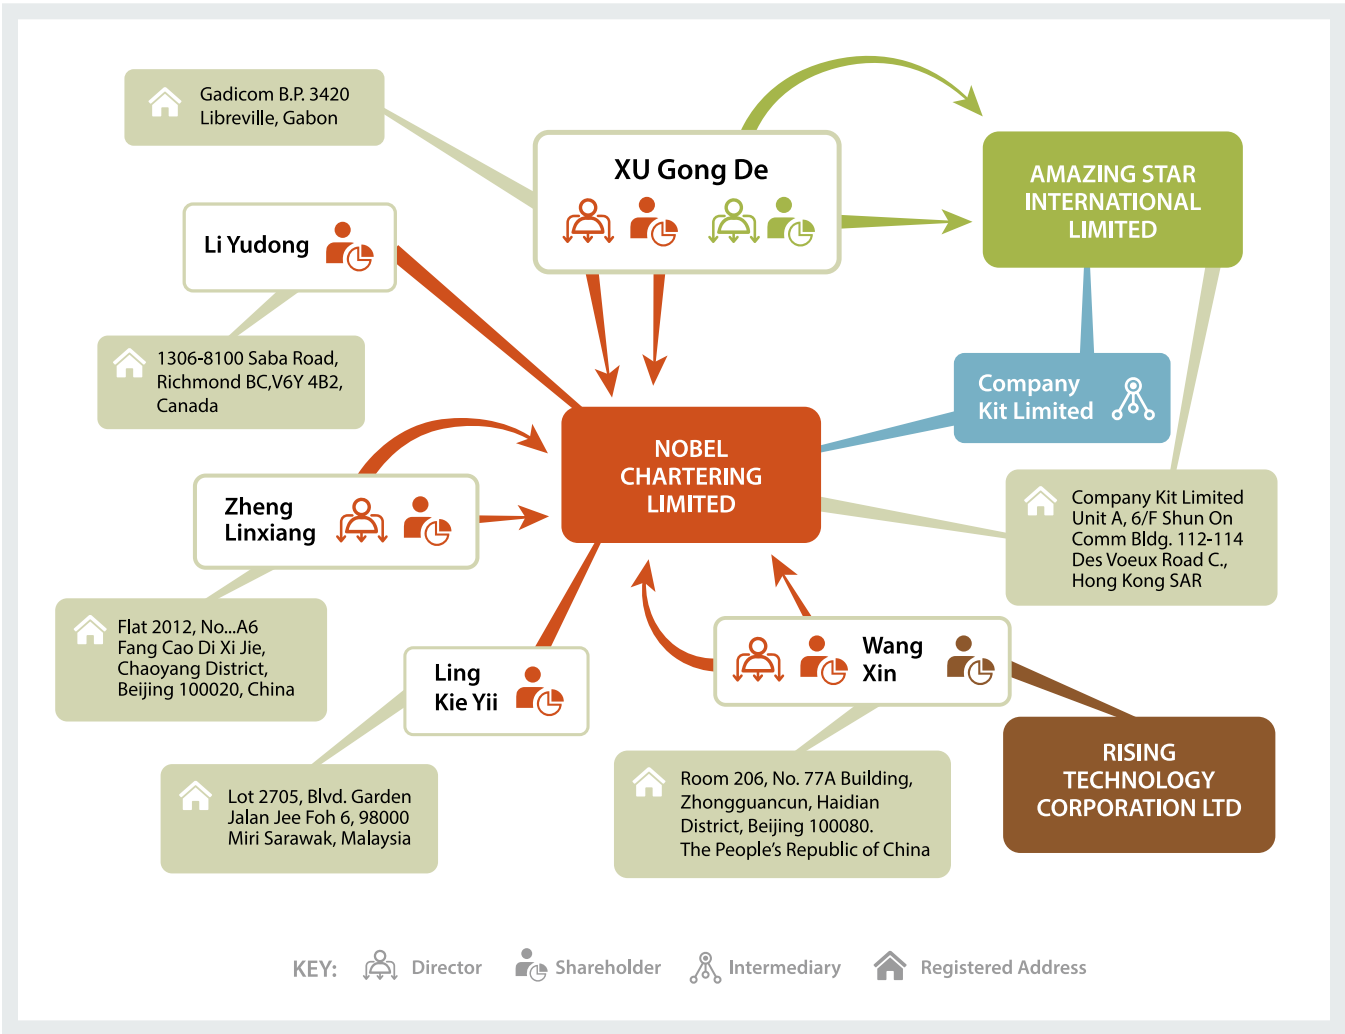 Gadicom B.P. 3420
Libreville, Gabon
XU Gong De
AMAZING STAR
INTERNATIONAL
LIMITED
Li Yudong
1306-8100 Saba Road,
Richmond BC,V6Y 4B2,
Canada
Company
Kit Limited
NOBEL
CHARTERING
LIMITED
Zheng
Linxiang
Company Kit Limited
Unit A, 6/F Shun On
Comm Bldg. 112-114
Des Voeux Road C.,
Hong Kong SAR
Flat 2012, No...A6
Fang Cao Di Xi Jie,
Chaoyang District,
Beijing 100020, China
Ling
Kie Yii
Wang
Xin
Lot 2705, Blvd. Garden
Jalan Jee Foh 6, 98000
Miri Sarawak, Malaysia
Room 206, No. 77A Building,
Zhongguancun, Haidian
District, Beijing 100080.
The People's Republic of China
RISING
TECHNOLOGY
CORPORATION LTD
KEY: Director Shareholder Intermediary Registered Address